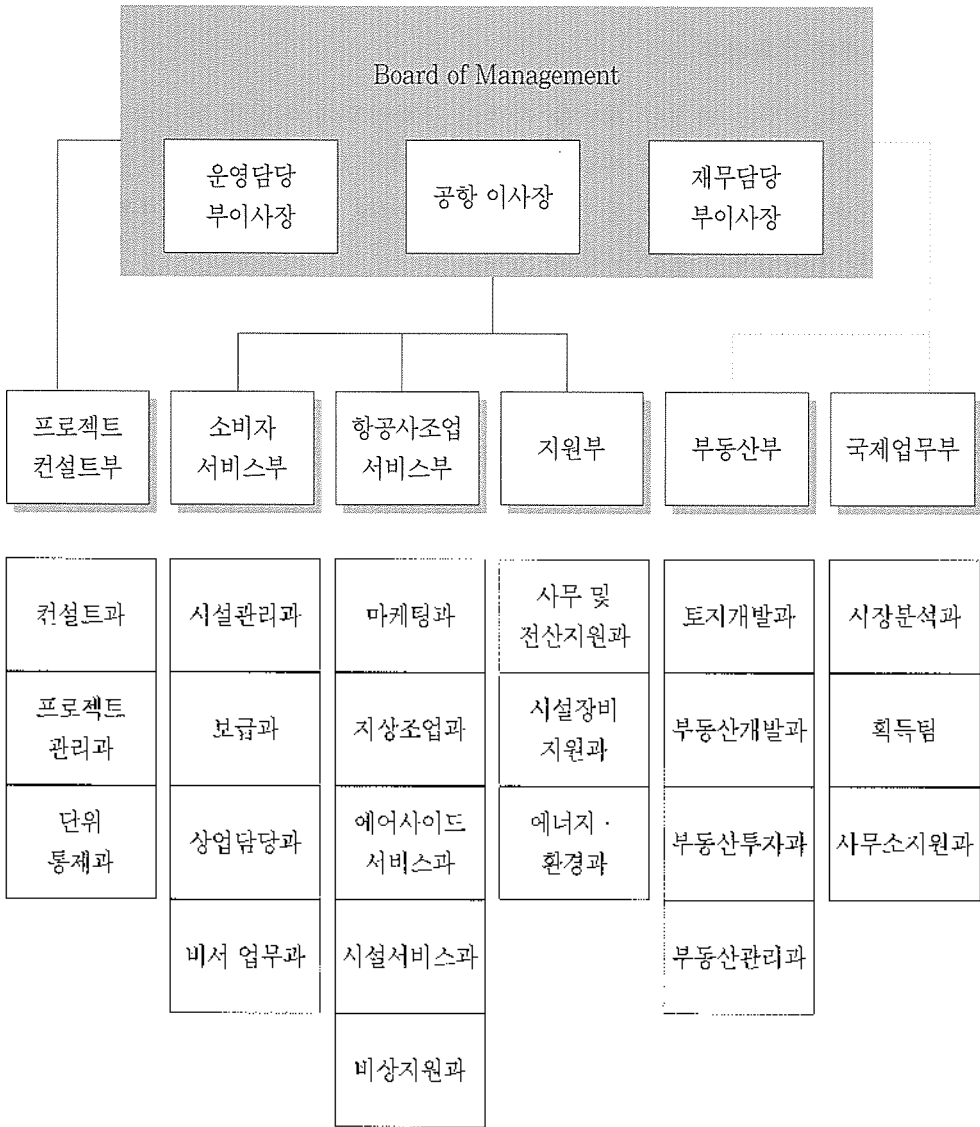 Board of Management
운영담당
부이사장
공항 이사장
재무담당
부이사장
프로젝트
컨설트부
소비자
서비스부
항공사조업
서비스부
지원부
부동산부
국제업무부
컨설트과
프로젝트
관리과
단위
통제과
시설관리과
보급과
상업담당과
비서 업무과
마케팅과
지상조업과
에어사이드
서비스과
시설서비스과
비상지원과
사무 및
전산지원과
시설장비
지원과
에너지 ·
환경과
토지개발과
부동산개발과
부동산투자과
부동산관리과
시장분석과
획득팀
사무소지원과